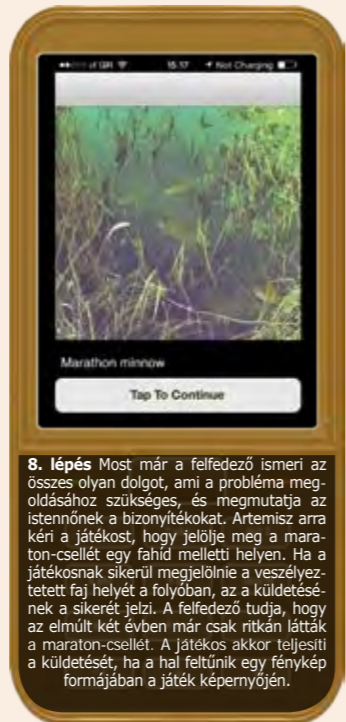 15:17 Not Charging
Marathon minnow
Tap To Continue
8. lépés Most már a felfedező ismeri az
összes olyan dolgot, ami a probléma meg-
oldásához szükséges, és megmutatja az
istennőnek a bizonyítékokat. Artemisz arra
kéri a játékost, hogy jelölje meg a mara-
ton-csellét egy fahíd melletti helyen. Ha a
játékosnak sikerül megjelölnie a veszélyez-
tetett faj helyét a folyóban, az a küldetésé-
nek a sikerét jelzi. A felfedező tudja, hogy
az elmúlt két évben már csak ritkán látták
a maraton-csellét. A játékos akkor teljesíti
a küldetését, ha a hal feltűnik egy fénykép
formájában a játék képernyőjén.